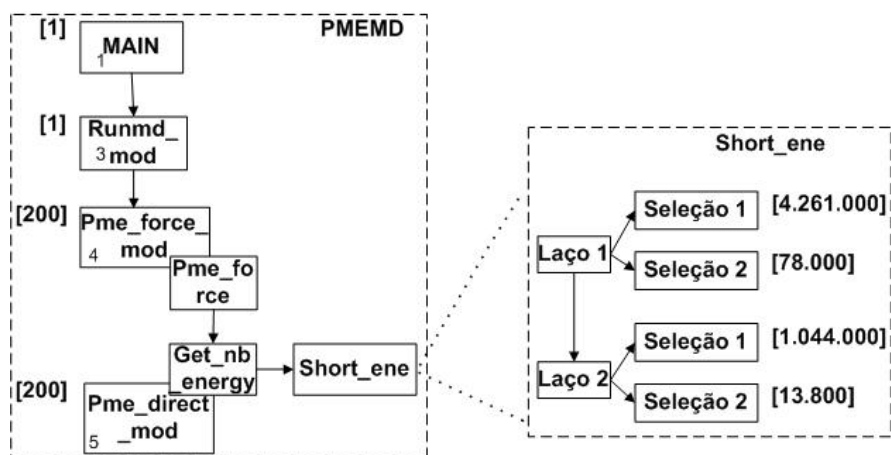 [1]
MAIN
1
PMEMD
[1]
Runmd_
mod
3
[200]
Pme_force_
mod
4
Pme_fo
rce
Get_nb
_energy
Short_ene
[200]
Pme_direct
_mod
5
Short_ene
Laço 1
Seleção 1
[4.261.000]
Seleção 2
[78.000]
Laço 2
Seleção 1
[1.044.000]
Seleção 2
[13.800]